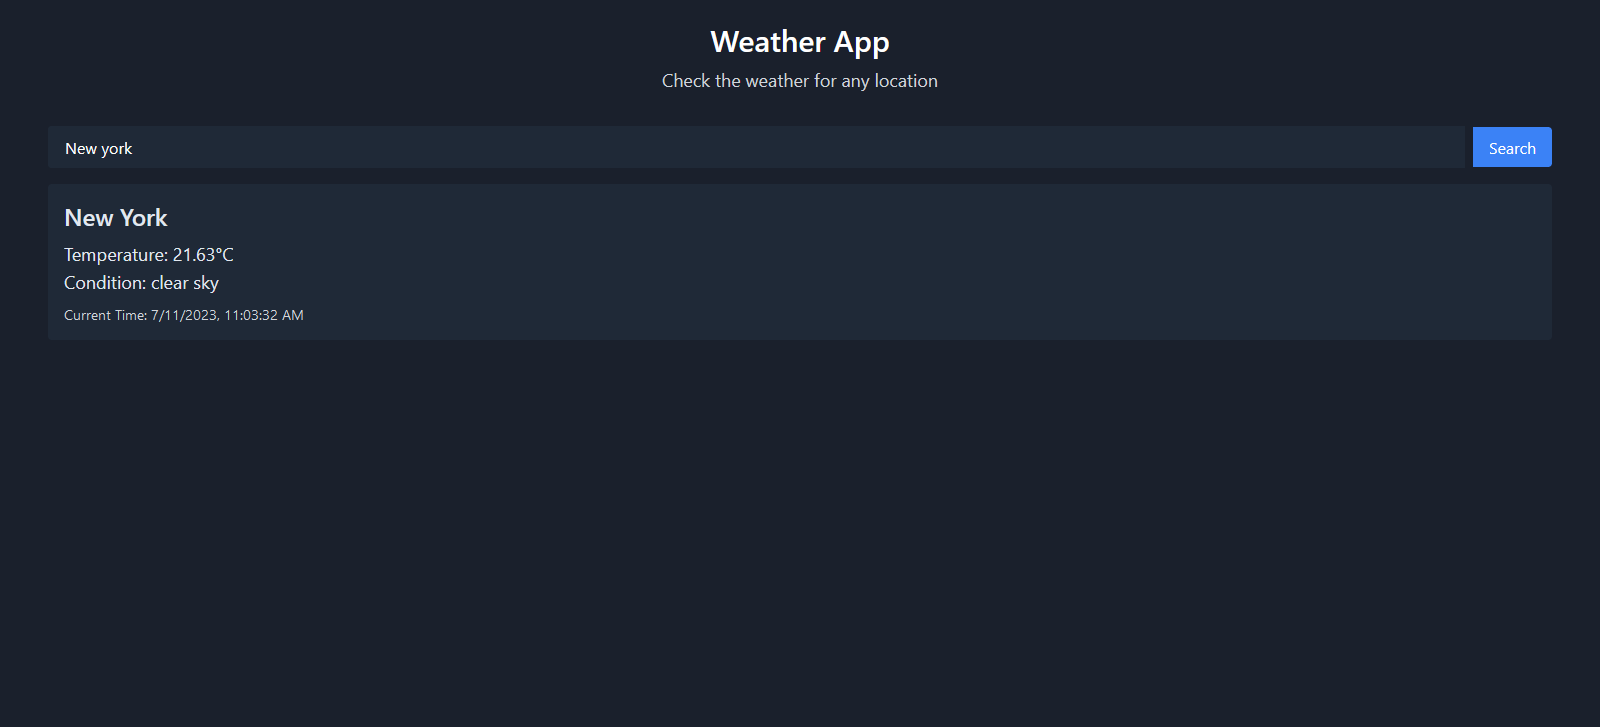 Weather App
Check the weather for any location
New york
Search
New York
Temperature: 21.63°C
Condition: clear sky
Current Time: 7/11/2023, 11:03:32 AM